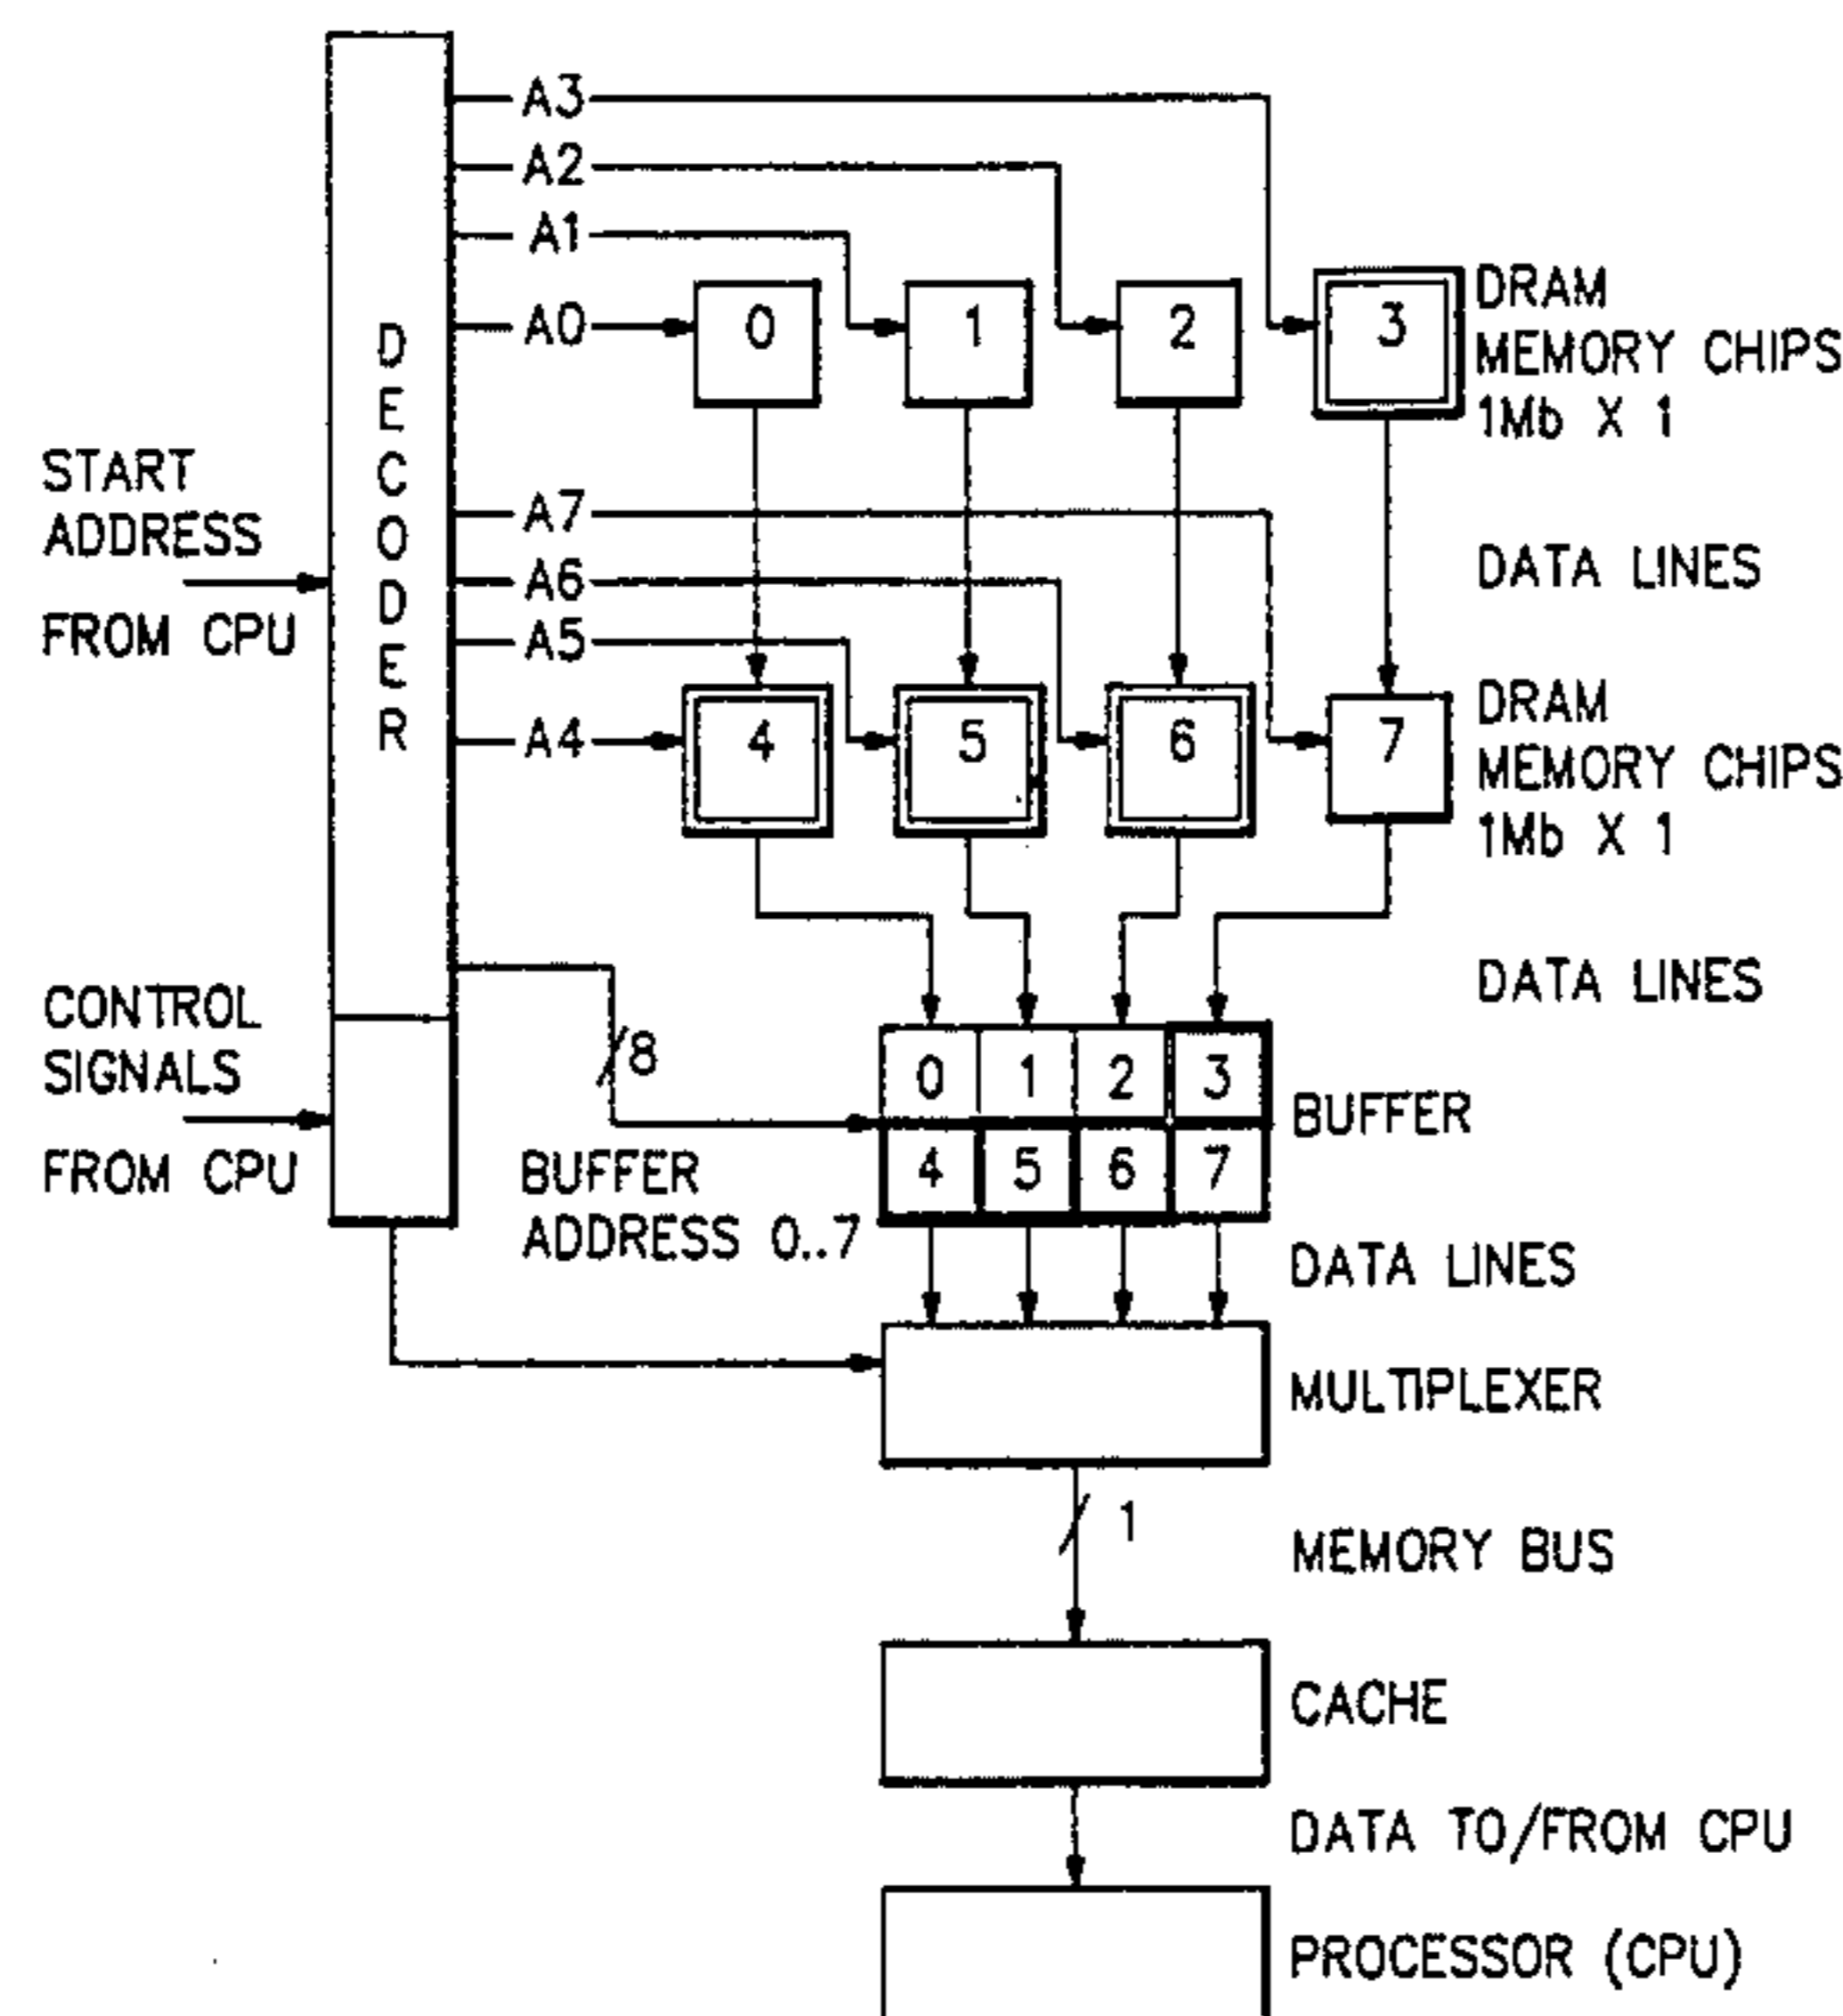 A3
A2
A1
A0
0
1
2
3
DRAM
MEMORY CHIPS
1Mb X 1
DECODER
START
ADDRESS
FROM CPU
A7
A6
A5
A4
DATA LINES
4
5
6
7
DRAM
MEMORY CHIPS
1Mb X 1
DATA LINES
CONTROL
SIGNALS
FROM CPU
8
BUFFER
ADDRESS 0..7
0 1 2 3
4 5 6 7
BUFFER
DATA LINES
MULTIPLEXER
1
MEMORY BUS
CACHE
DATA TO/FROM CPU
PROCESSOR (CPU)